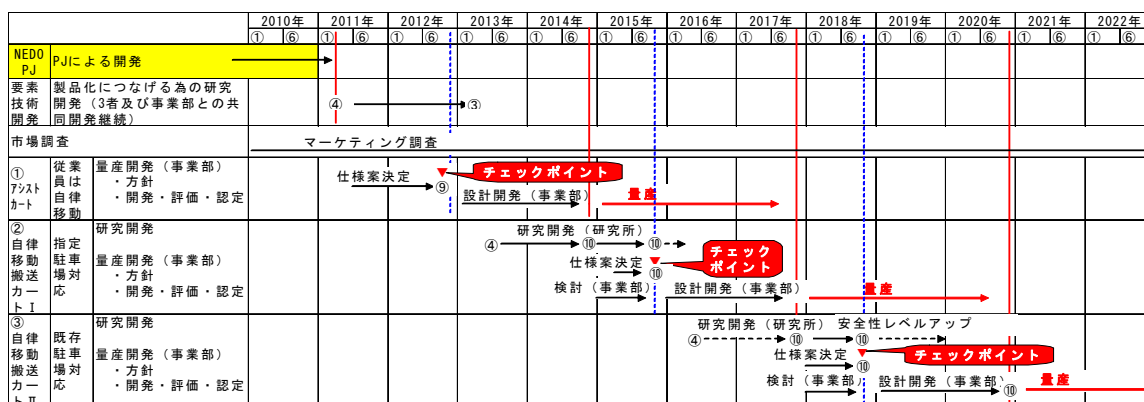 2010年 2011年 2012年 2013年 2014年 2015年 2016年 2017年 2018年 2019年 2020年 2021年 2022年
① ⑥ ① ⑥ ① ⑥ ① ⑥ ① ⑥ ① ⑥ ① ⑥ ① ⑥ ① ⑥ ① ⑥ ① ⑥ ① ⑥ ① ⑥
NEDO
PJ
PJによる開発
要素
技術
開発
製品化につなげる為の研究
開発（3者及び事業部との共
同開発継続）
④ ③
市場調査
マーケティング調査
①
ｱｼｽﾄ
ｶｰﾄ
従業
員は
自律
移動
量産開発（事業部）
・方針
・開発・評価・認定
仕様案決定
⑨
チェックポイント
設計開発（事業部）
量産
②
自律
移動
搬送
カー
トⅠ
指定
駐車
場対
応
研究開発
量産開発（事業部）
・方針
・開発・評価・認定
研究開発（研究所）
④ ⑩ ⑩
仕様案決定
⑩
チェック
ポイント
検討（事業部）
設計開発（事業部）
量産
③
自律
移動
搬送
カー
トⅡ
既存
駐車
場対
応
研究開発
量産開発（事業部）
・方針
・開発・評価・認定
研究開発（研究所） 安全性レベルアップ
④ ⑩ ⑩
仕様案決定
⑩
チェックポイント
検討（事業部）
設計開発（事業部）
⑩
量産